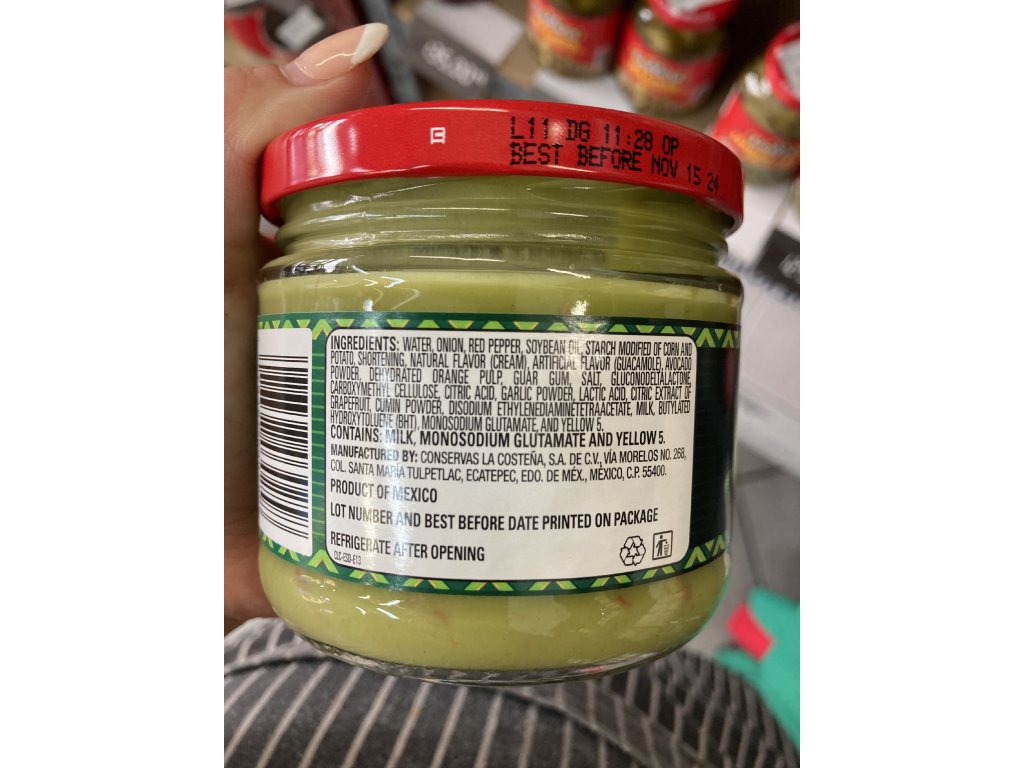 L11 DG 11:28 OP
BEST BEFORE NOV 15 24
INGREDIENTS: WATER, ONION, RED PEPPER, SOYBEAN OIL, STARCH MODIFIED OF CORN AND
POTATO, SHORTENING, NATURAL FLAVOR (CREAM), ARTIFICIAL FLAVOR (GUACAMOLE), AVOCADO
POWDER, DEHYDRATED ORANGE PULP, GUAR GUM, SALT, GLUCONODELTALACTONE,
CARBOXYMETHYL CELLULOSE, CITRIC ACID, GARLIC POWDER, LACTIC ACID, CITRIC EXTRACT OF
GRAPEFRUIT, CUMIN POWDER, DISODIUM ETHYLENEDIAMINETETRAACETATE, MILK, BUTYLATED
HYDROXYTOLUENE (BHT), MONOSODIUM GLUTAMATE, AND YELLOW 5.
CONTAINS: MILK, MONOSODIUM GLUTAMATE AND YELLOW 5.
MANUFACTURED BY: CONSERVAS LA COSTEÑA, S.A. DE C.V., VÍA MORELOS NO. 268,
COL. SANTA MARÍA TULPETLAC, ECATEPEC, EDO. DE MÉX., MÉXICO, C.P. 55400.
PRODUCT OF MEXICO
LOT NUMBER AND BEST BEFORE DATE PRINTED ON PACKAGE
REFRIGERATE AFTER OPENING
CLC-ESD-E13